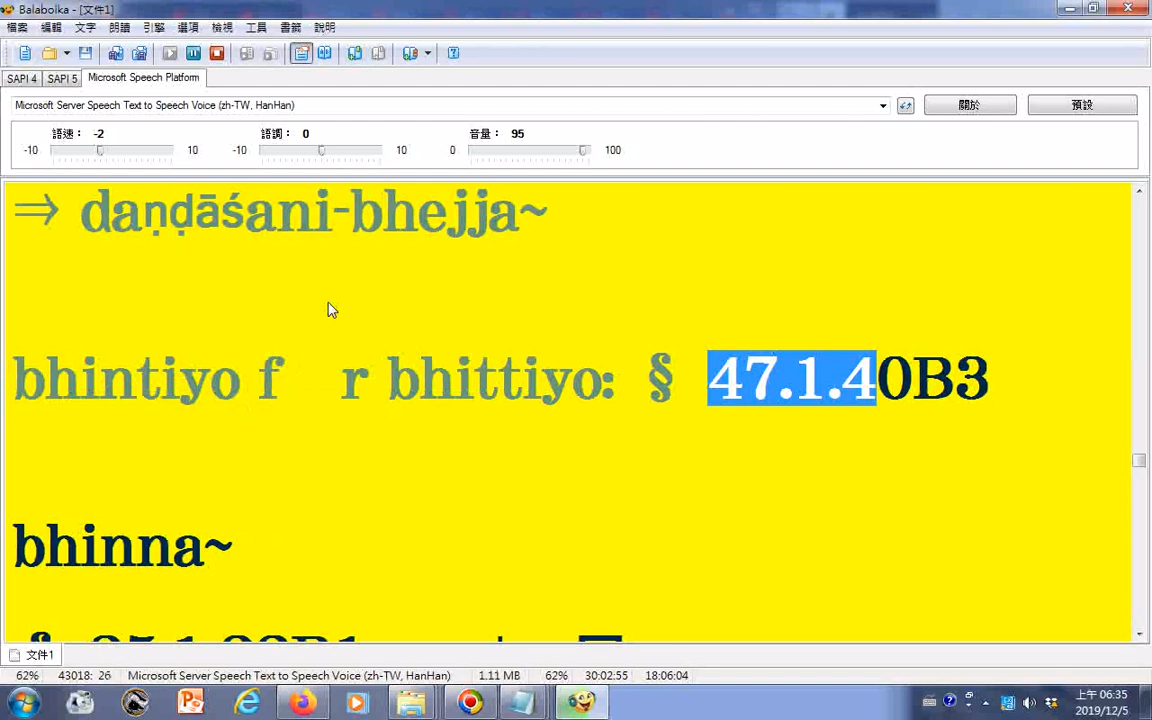 Balabolka - [文件1]
檔案 編輯 文字 朗讀 引擎 選項 檢視 工具 書籤 說明
SAPI 4 SAPI 5 Microsoft Speech Platform
Microsoft Server Speech Text to Speech Voice (zh-TW, HanHan) 關於 預設
語速： -2 語調： 0 音量： 95
-10 10 -10 10 0 100
⇒ daṇḍāśani-bhejja~
bhintiyo f r bhittiyo: § 47.1.40B3
bhinna~
文件1
62% 43018: 26 Microsoft Server Speech Text to Speech Voice (zh-TW, HanHan) 1.11 MB 62% 30:02:55 18:06:04
上午 06:35
2019/12/5